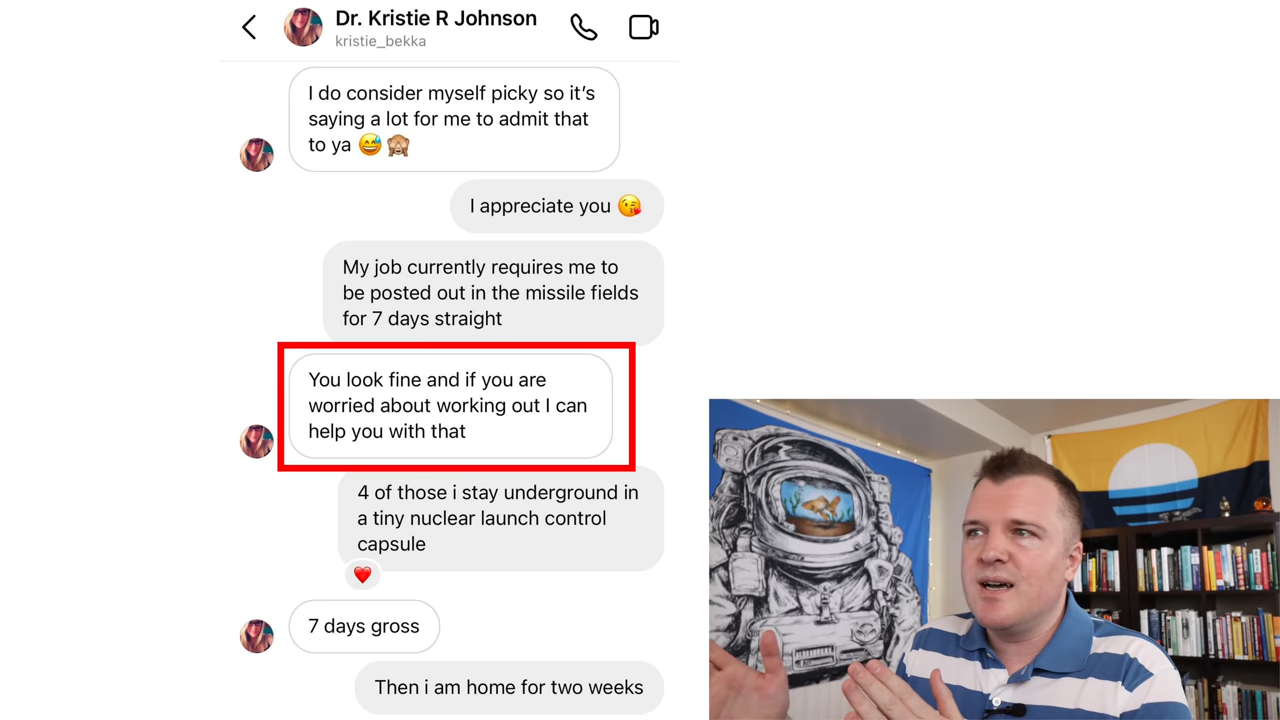 Dr. Kristie R Johnson
kristie_bekka
I do consider myself picky so it's
saying a lot for me to admit that
to ya 😅 🙈
I appreciate you 😘
My job currently requires me to
be posted out in the missile fields
for 7 days straight
You look fine and if you are
worried about working out I can
help you with that
4 of those i stay underground in
a tiny nuclear launch control
capsule
7 days gross
Then i am home for two weeks